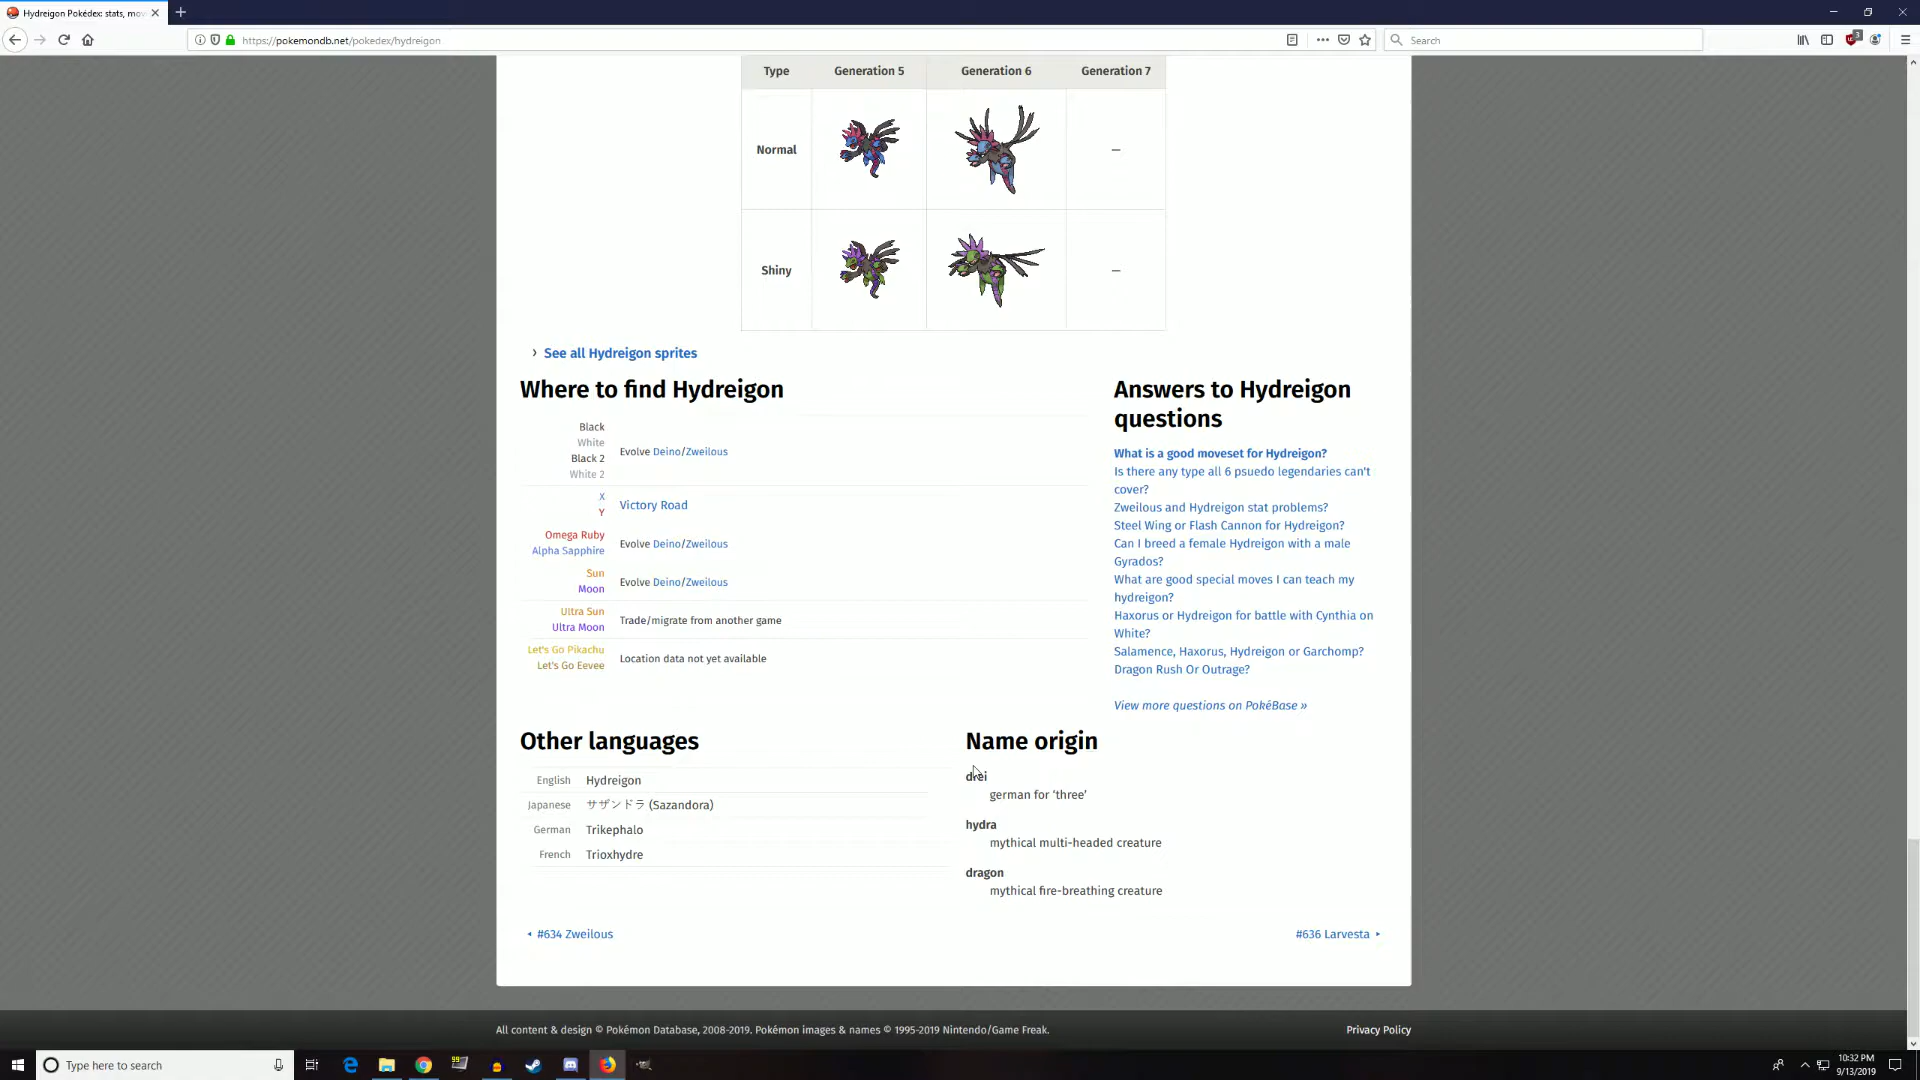 Hydreigon Pokédex: stats, mov
https://pokemondb.net/pokedex/hydreigon
Search
3
Type Generation 5 Generation 6 Generation 7
Normal —
Shiny —
› See all Hydreigon sprites
Where to find Hydreigon
Black
White
Black 2
White 2
Evolve Deino/Zweilous
X
Y
Victory Road
Omega Ruby
Alpha Sapphire
Evolve Deino/Zweilous
Sun
Moon
Evolve Deino/Zweilous
Ultra Sun
Ultra Moon
Trade/migrate from another game
Let's Go Pikachu
Let's Go Eevee
Location data not yet available
Answers to Hydreigon
questions
What is a good moveset for Hydreigon?
Is there any type all 6 psuedo legendaries can't
cover?
Zweilous and Hydreigon stat problems?
Steel Wing or Flash Cannon for Hydreigon?
Can I breed a female Hydreigon with a male
Gyrados?
What are good special moves I can teach my
hydreigon?
Haxorus or Hydreigon for battle with Cynthia on
White?
Salamence, Haxorus, Hydreigon or Garchomp?
Dragon Rush Or Outrage?
View more questions on PokéBase »
Other languages
English Hydreigon
Japanese サザンドラ (Sazandora)
German Trikephalo
French Trioxhydre
Name origin
drei
german for ‘three’
hydra
mythical multi-headed creature
dragon
mythical fire-breathing creature
#634 Zweilous
#636 Larvesta
All content & design © Pokémon Database, 2008-2019. Pokémon images & names © 1995-2019 Nintendo/Game Freak.
Privacy Policy
Type here to search
10:32 PM
9/13/2019